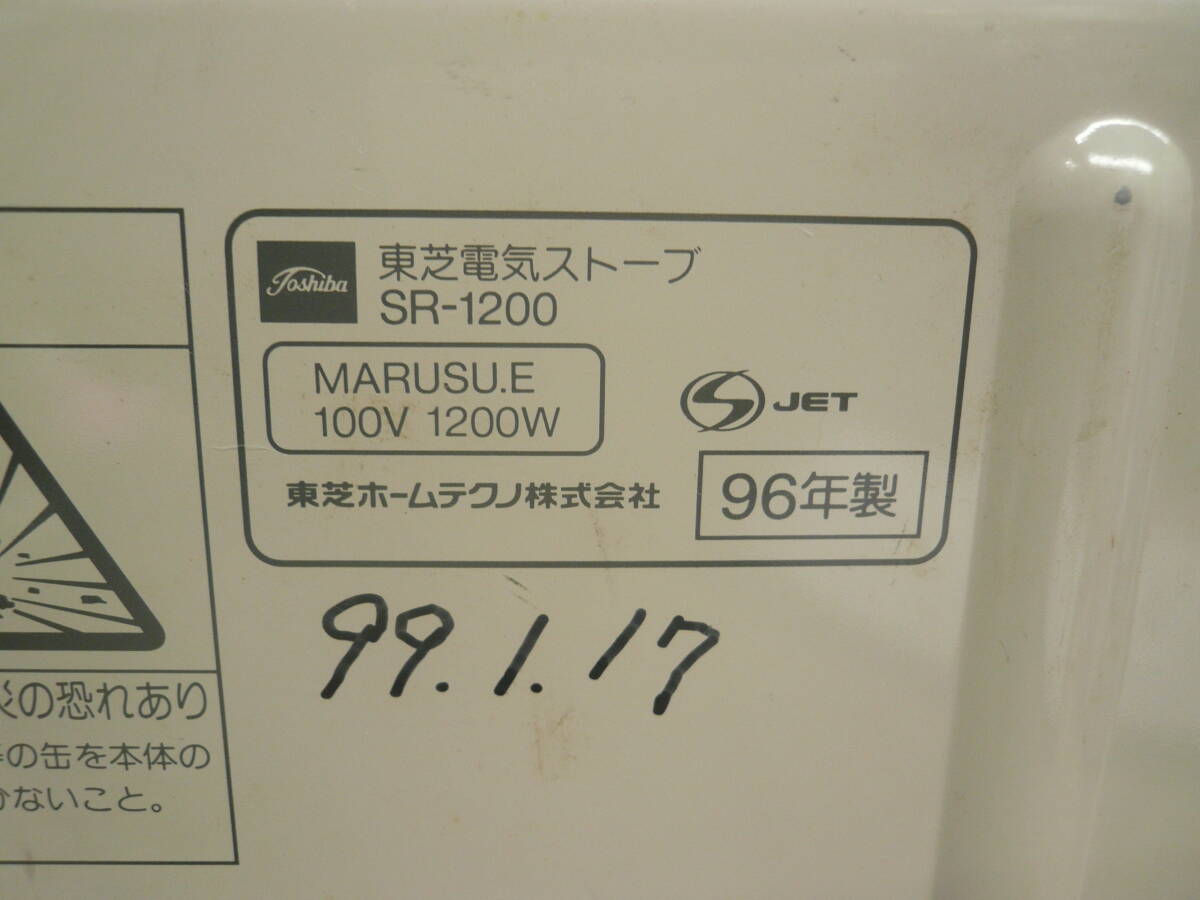 Toshiba
東芝電気ストーブ
SR-1200
MARUSU.E
100V 1200W
JET
東芝ホームテクノ株式会社
96年製
99.1.17
災の恐れあり
の缶を本体の
かないこと。